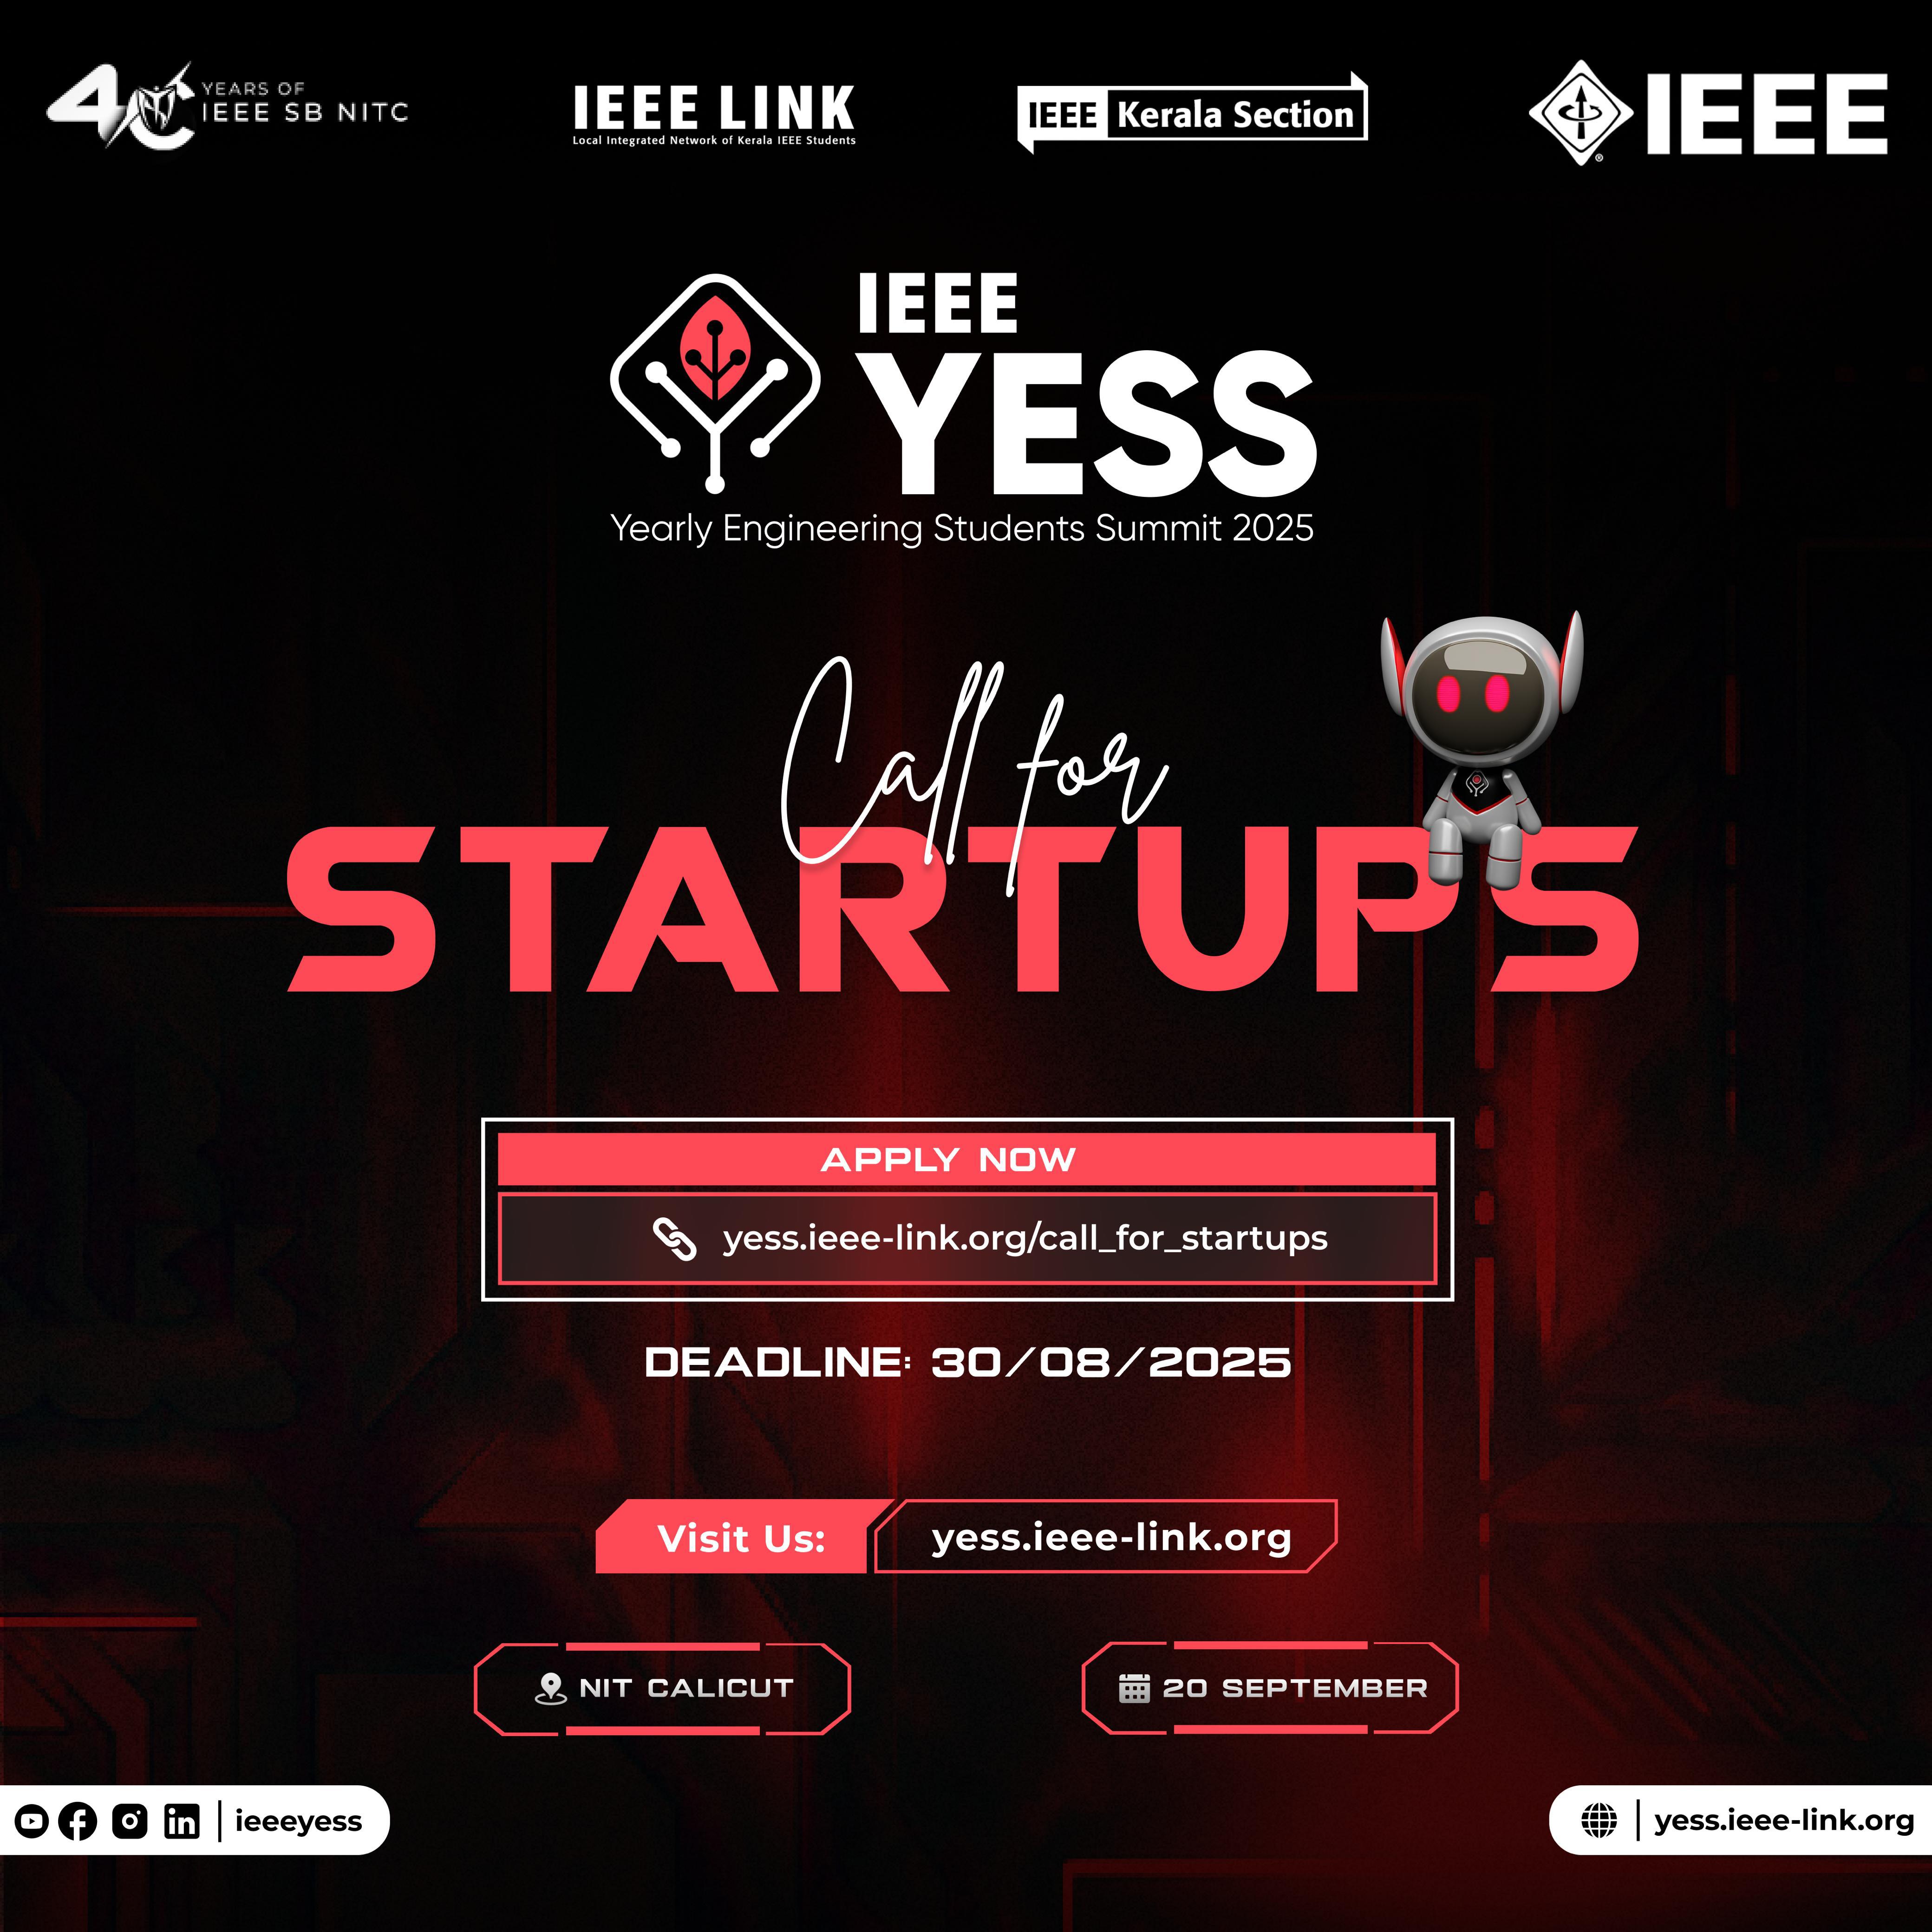 40 YEARS OF
IEEE SB NITC
IEEE LINK
Local Integrated Network of Kerala IEEE Students
IEEE Kerala Section
IEEE
®
IEEE
YESS
Yearly Engineering Students Summit 2025
Call for
STARTUPS
APPLY NOW
yess.ieee-link.org/call_for_startups
DEADLINE: 30/08/2025
Visit Us: yess.ieee-link.org
NIT CALICUT
20 SEPTEMBER
in ieeeyess
yess.ieee-link.org